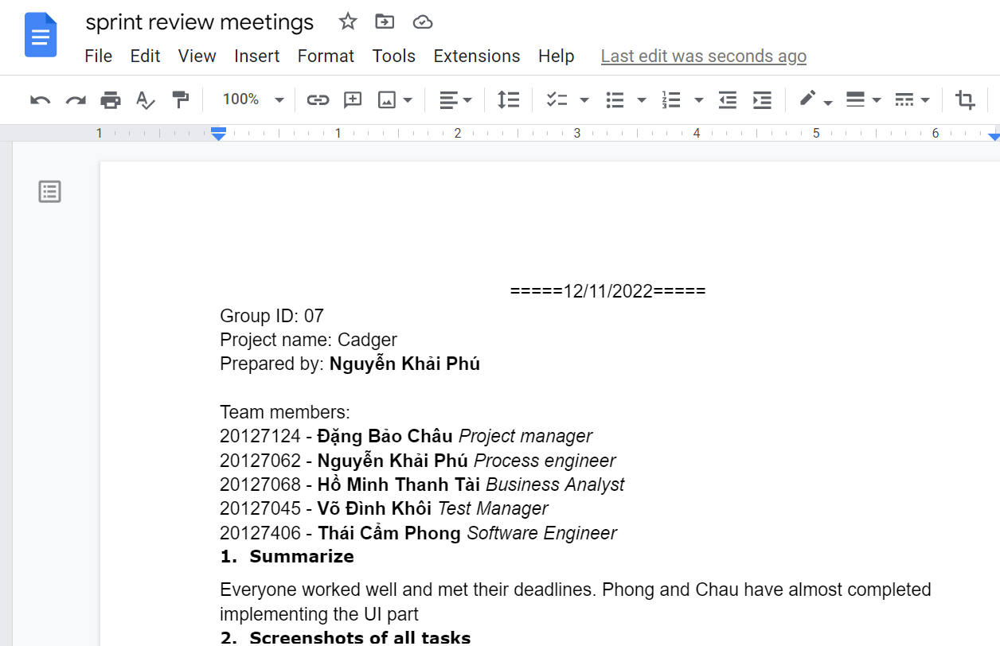 sprint review meetings
File Edit View Insert Format Tools Extensions Help Last edit was seconds ago
100%
1 1 2 3 4 5 6
=====12/11/2022=====
Group ID: 07
Project name: Cadger
Prepared by: Nguyễn Khải Phú
Team members:
20127124 - Đặng Bảo Châu Project manager
20127062 - Nguyễn Khải Phú Process engineer
20127068 - Hồ Minh Thanh Tài Business Analyst
20127045 - Võ Đình Khôi Test Manager
20127406 - Thái Cẩm Phong Software Engineer
1. Summarize
Everyone worked well and met their deadlines. Phong and Chau have almost completed
implementing the UI part
2. Screenshots of all tasks